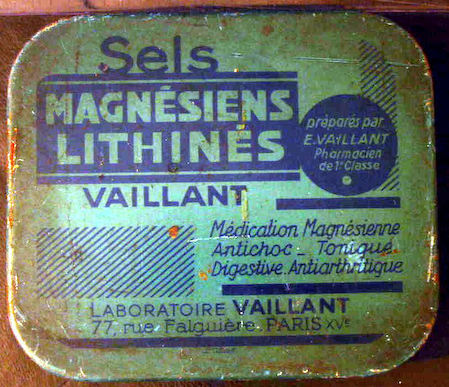 Sels
MAGNÉSIENS
LITHINÉS
VAILLANT
préparés par
E.VAILLANT
Pharmacien
de 1re Classe
Médication Magnésienne
Antichoc_ Tonique
Digestive. Antiarthritique
LABORATOIRE VAILLANT
77, rue Falguière. PARIS XVE